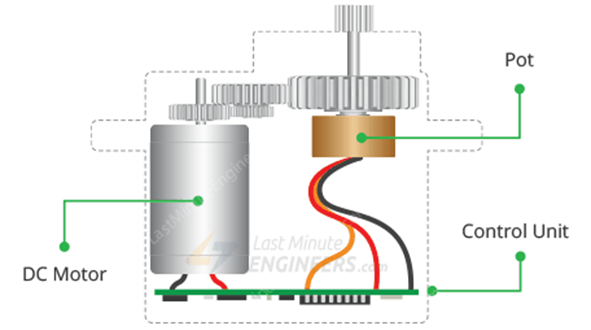 Pot
Control Unit
DC Motor
Last Minute
ENGINEERS.com